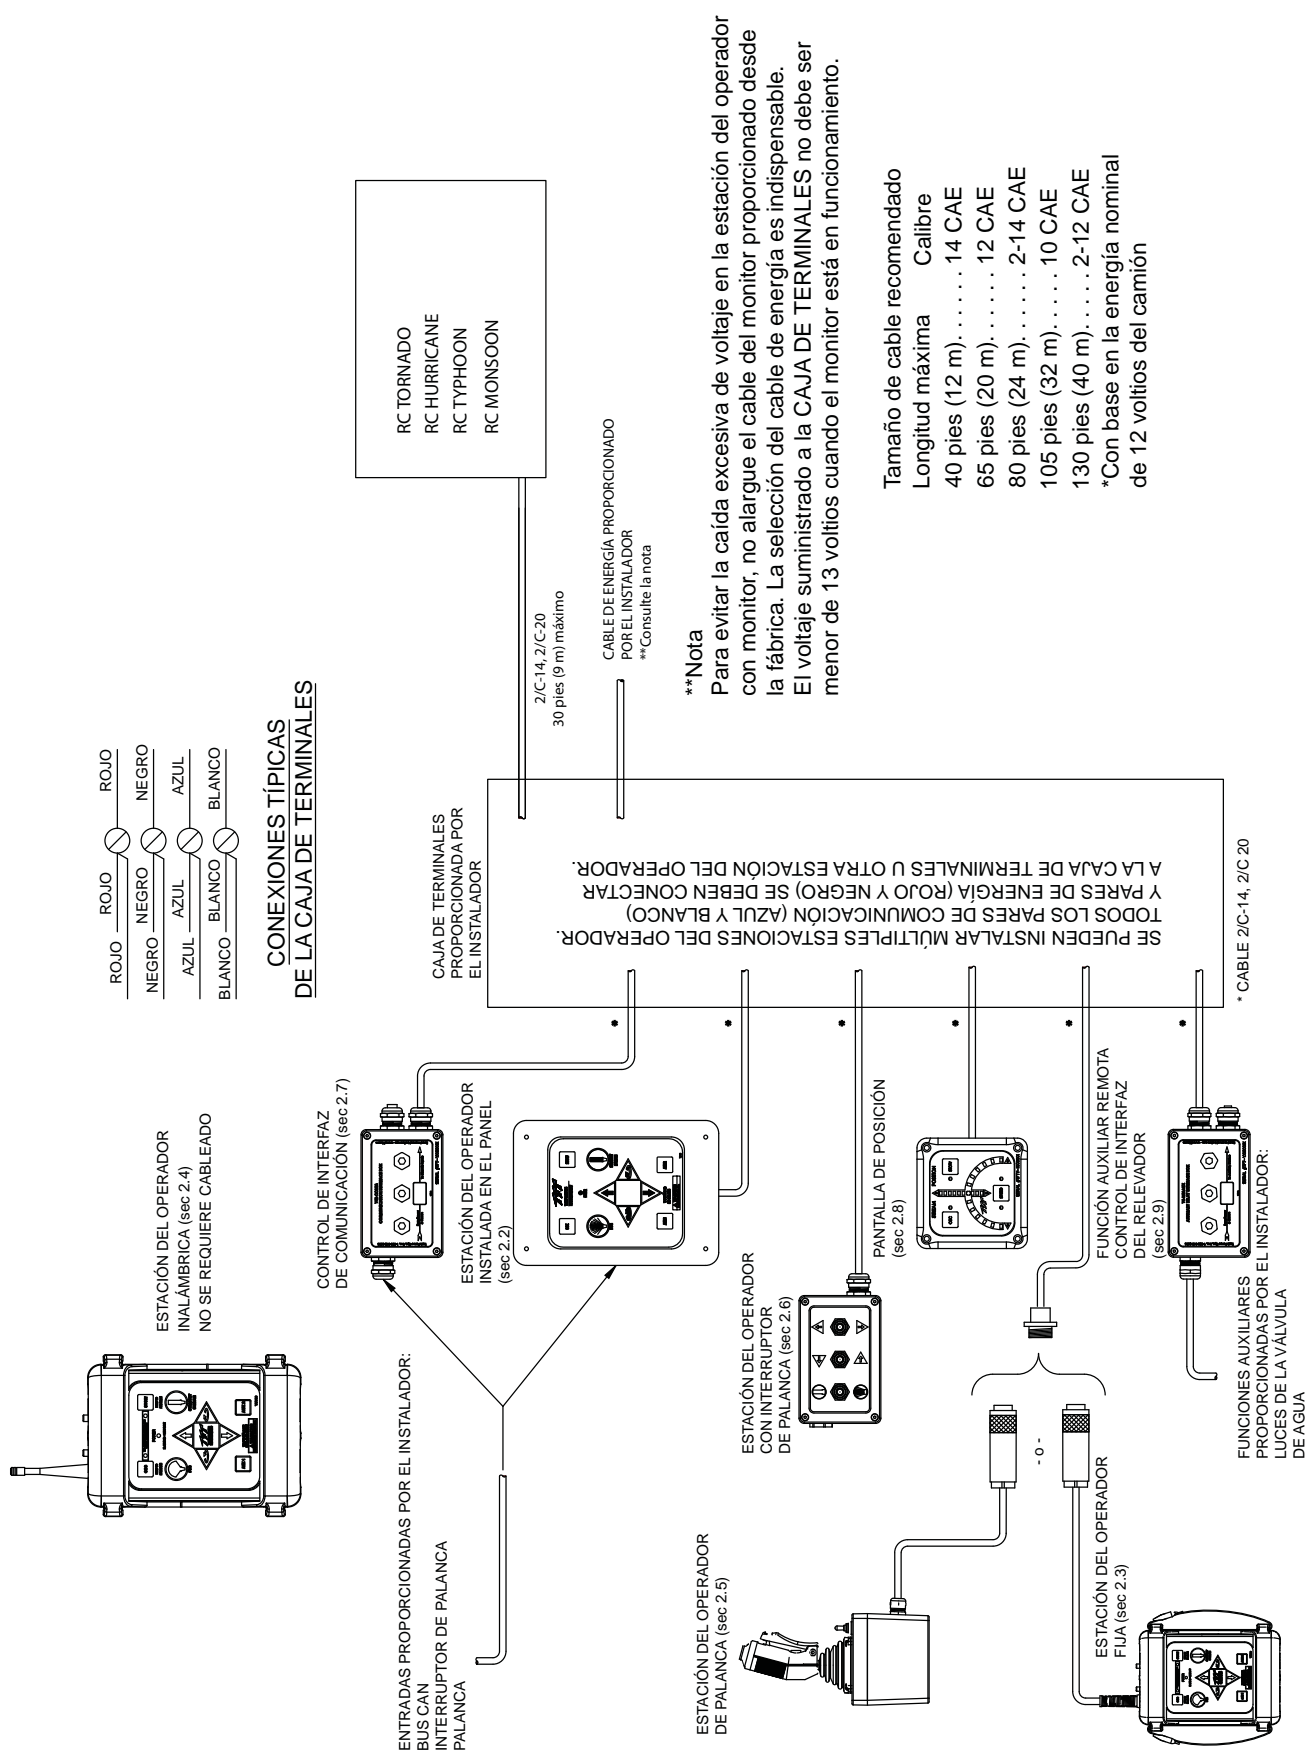 ESTACIÓN DEL OPERADOR
INALÁMBRICA (sec 2.4)
NO SE REQUIERE CABLEADO
ROJO
ROJO
ROJO
NEGRO
NEGRO
NEGRO
AZUL
AZUL
AZUL
BLANCO
BLANCO
BLANCO
CONEXIONES TÍPICAS
DE LA CAJA DE TERMINALES
CONTROL DE INTERFAZ
DE COMUNICACIÓN (sec 2.7)
ENTRADAS PROPORCIONADAS POR EL INSTALADOR:
BUS CAN
INTERRUPTOR DE PALANCA
PALANCA
ESTACIÓN DEL OPERADOR
INSTALADA EN EL PANEL
(sec 2.2)
CAJA DE TERMINALES
PROPORCIONADA POR
EL INSTALADOR
RC TORNADO
RC HURRICANE
RC TYPHOON
RC MONSOON
2/C-14, 2/C-20
30 pies (9 m) máximo
CABLE DE ENERGÍA PROPORCIONADO
POR EL INSTALADOR
**Consulte la nota
SE PUEDEN INSTALAR MÚLTIPLES ESTACIONES DEL OPERADOR.
TODOS LOS PARES DE COMUNICACIÓN (AZUL Y BLANCO)
Y PARES DE ENERGÍA (ROJO Y NEGRO) SE DEBEN CONECTAR
A LA CAJA DE TERMINALES U OTRA ESTACIÓN DEL OPERADOR.
*
*
*
*
*
*
**Nota
Para evitar la caída excesiva de voltaje en la estación del operador
con monitor, no alargue el cable del monitor proporcionado desde
la fábrica. La selección del cable de energía es indispensable.
El voltaje suministrado a la CAJA DE TERMINALES no debe ser
menor de 13 voltios cuando el monitor está en funcionamiento.
Tamaño de cable recomendado
Longitud máxima Calibre
40 pies (12 m). . . . . . 14 CAE
65 pies (20 m). . . . . . 12 CAE
80 pies (24 m). . . . . . 2-14 CAE
105 pies (32 m). . . . . 10 CAE
130 pies (40 m). . . . . 2-12 CAE
*Con base en la energía nominal
de 12 voltios del camión
ESTACIÓN DEL OPERADOR
CON INTERRUPTOR
DE PALANCA (sec 2.6)
PANTALLA DE POSICIÓN
(sec 2.8)
ESTACIÓN DEL OPERADOR
DE PALANCA (sec 2.5)
- o -
ESTACIÓN DEL OPERADOR
FIJA (sec 2.3)
FUNCIÓN AUXILIAR REMOTA
CONTROL DE INTERFAZ
DEL RELEVADOR
(sec 2.9)
FUNCIONES AUXILIARES
PROPORCIONADAS POR EL INSTALADOR:
LUCES DE LA VÁLVULA
DE AGUA
* CABLE 2/C-14, 2/C 20